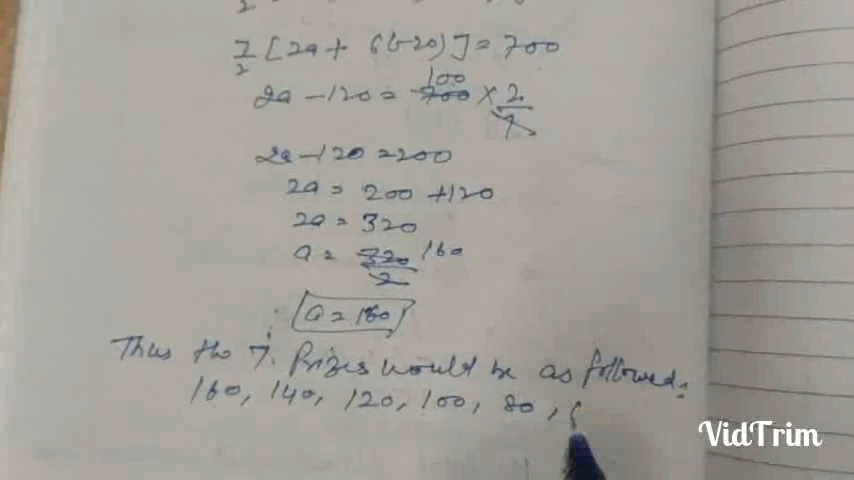 2
7/2 [2a + 6(-20)] = 700
100
2a - 120 = 700 × 2/7
2a - 120 = 200
2a = 200 + 120
2a = 320
a = 320/2 160
a = 160
Thus the 7. Prizes would be as followed:
160, 140, 120, 100, 80, 6
VidTrim